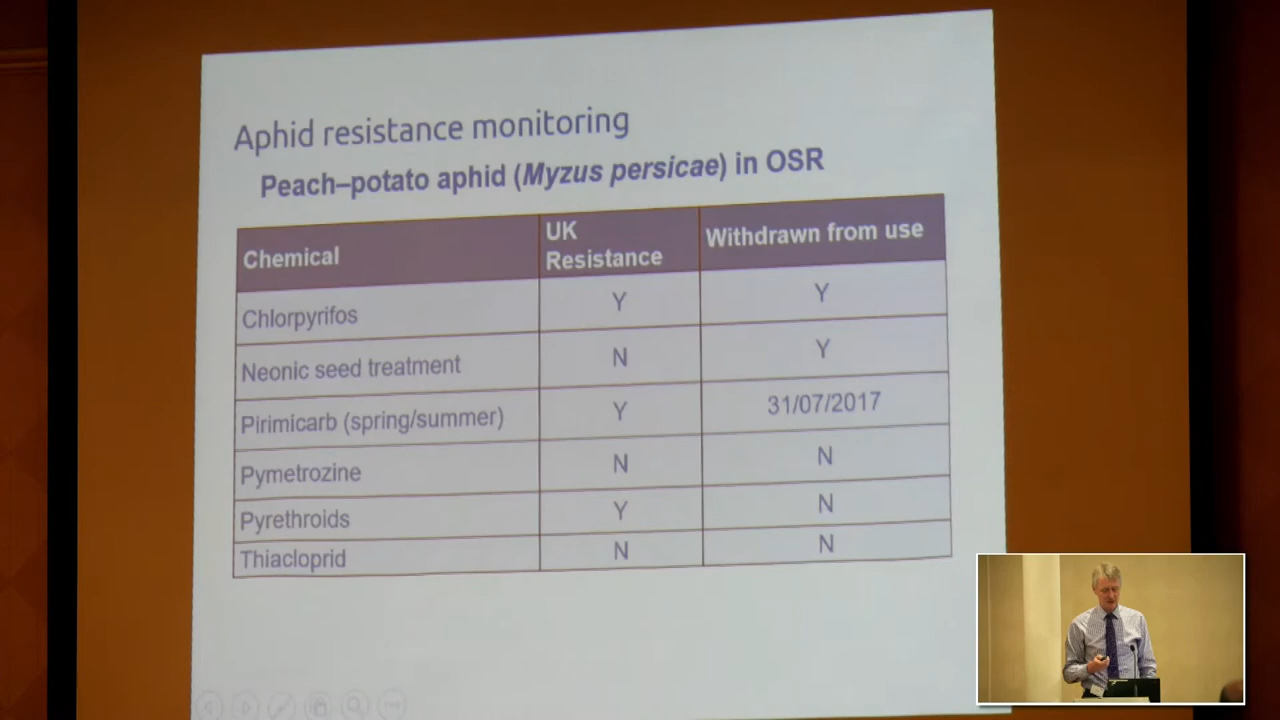 Aphid resistance monitoring
Peach–potato aphid (Myzus persicae) in OSR
Chemical
UK
Resistance
Withdrawn from use
Chlorpyrifos
Y
Y
Neonic seed treatment
N
Y
Pirimicarb (spring/summer)
Y
31/07/2017
Pymetrozine
N
N
Pyrethroids
Y
N
Thiacloprid
N
N